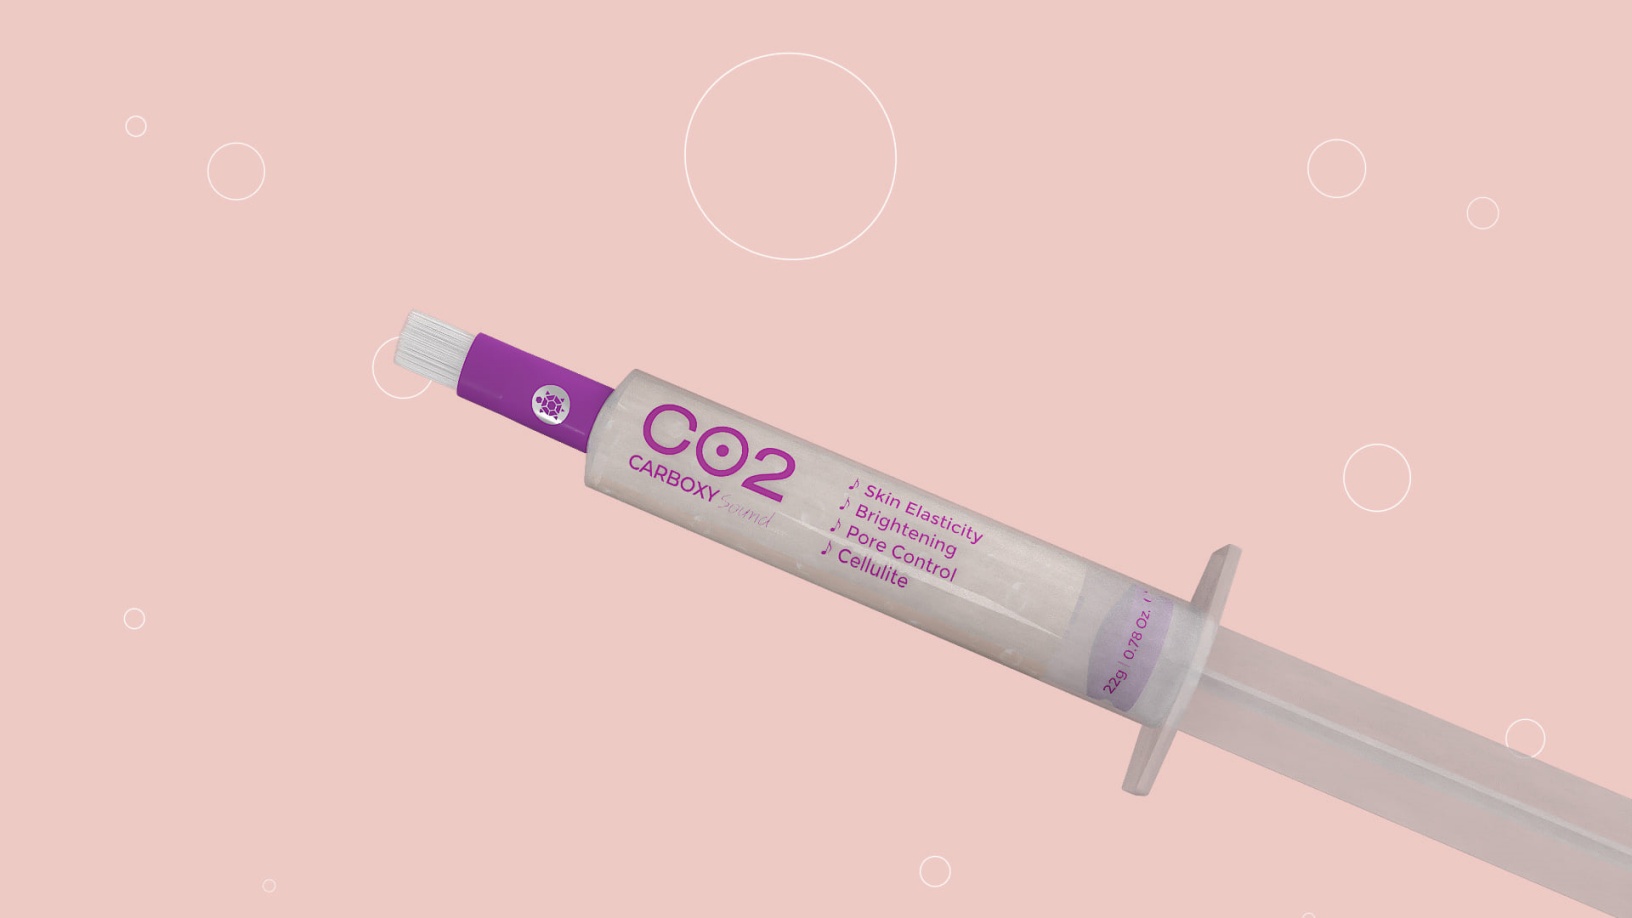 CO2
CARBOXY Sound
♪ Skin Elasticity
♪ Brightening
♪ Pore Control
♪ Cellulite
22g | 0.78 Oz.